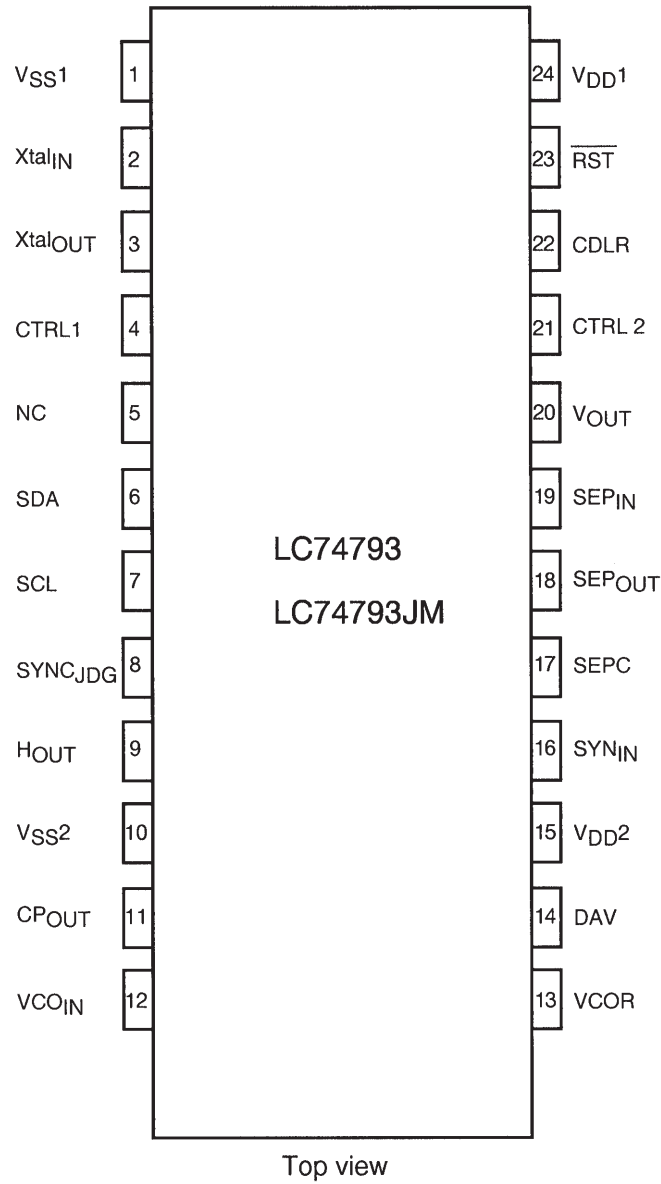 VSS1 1 24 VDD1
XtalIN 2 23 RST
XtalOUT 3 22 CDLR
CTRL1 4 21 CTRL 2
NC 5 20 VOUT
SDA 6 19 SEPIN
LC74793
SCL 7 18 SEPOUT
LC74793JM
SYNCJDG 8 17 SEPC
HOUT 9 16 SYNIN
VSS2 10 15 VDD2
CPOUT 11 14 DAV
VCOIN 12 13 VCOR
Top view